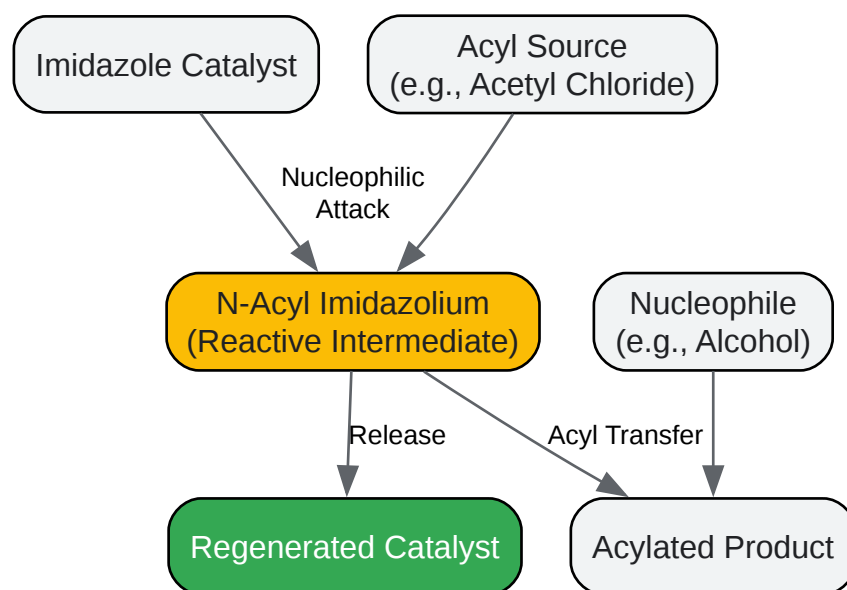 Imidazole Catalyst
Acyl Source
(e.g., Acetyl Chloride)
Nucleophilic
Attack
N-Acyl Imidazolium
(Reactive Intermediate)
Nucleophile
(e.g., Alcohol)
Release
Acyl Transfer
Regenerated Catalyst
Acylated Product